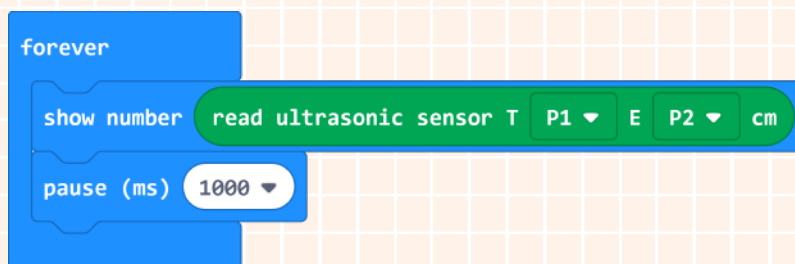 forever
show number read ultrasonic sensor T P1 E P2 cm
pause (ms) 1000